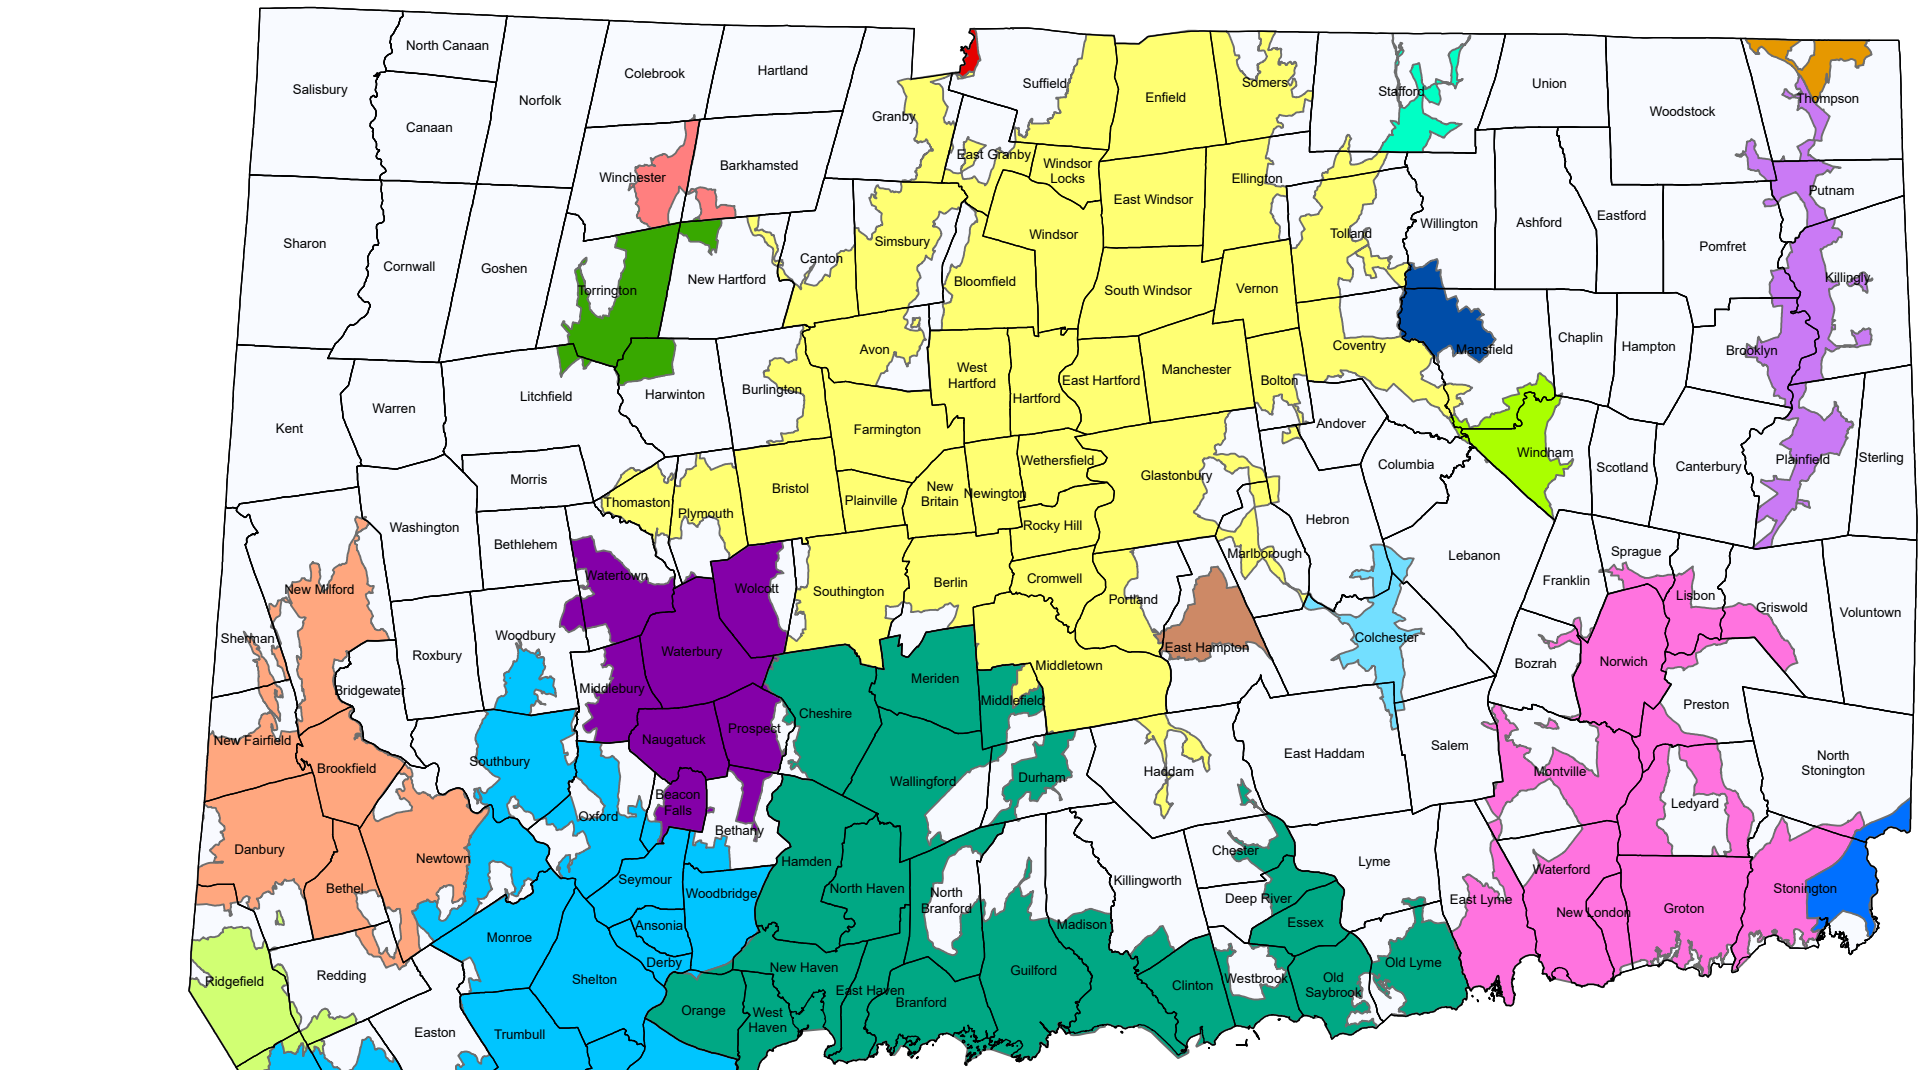 North Canaan
Salisbury
Colebrook
Hartland
Norfolk
Canaan
Granby
Suffield
Enfield
Somers
Stafford
Union
Woodstock
Thompson
Winchester
Barkhamsted
East Granby
Windsor
Locks
East Windsor
Ellington
Putnam
Sharon
Cornwall
Goshen
Torrington
New Hartford
Canton
Simsbury
Windsor
Bloomfield
South Windsor
Vernon
Tolland
Willington
Ashford
Eastford
Pomfret
Killingly
Kent
Warren
Litchfield
Harwinton
Burlington
Avon
West
Hartford
Hartford
East Hartford
Manchester
Bolton
Coventry
Mansfield
Chaplin
Hampton
Brooklyn
Farmington
Andover
Columbia
Windham
Scotland
Canterbury
Plainfield
Sterling
Morris
Thomaston
Plymouth
Bristol
Plainville
New
Britain
Newington
Wethersfield
Rocky Hill
Glastonbury
Hebron
Washington
Bethlehem
Watertown
Wolcott
Southington
Berlin
Cromwell
Portland
Marlborough
Lebanon
Franklin
Sprague
Lisbon
Griswold
Voluntown
New Milford
Sherman
Roxbury
Woodbury
Waterbury
Middlebury
Bridgewater
Cheshire
Meriden
Middlefield
Middletown
East Hampton
Colchester
Bozrah
Norwich
Preston
New Fairfield
Brookfield
Southbury
Naugatuck
Prospect
Wallingford
Durham
Haddam
East Haddam
Salem
Montville
Ledyard
North
Stonington
Danbury
Bethel
Newtown
Oxford
Beacon
Falls
Bethany
Hamden
Seymour
Woodbridge
North Haven
North
Branford
Killingworth
Chester
Deep River
Essex
Lyme
East Lyme
Waterford
New London
Groton
Stonington
Ridgefield
Redding
Monroe
Ansonia
Derby
Shelton
New Haven
East Haven
Branford
Guilford
Madison
Clinton
Westbrook
Old
Saybrook
Old Lyme
Easton
Trumbull
Orange
West
Haven